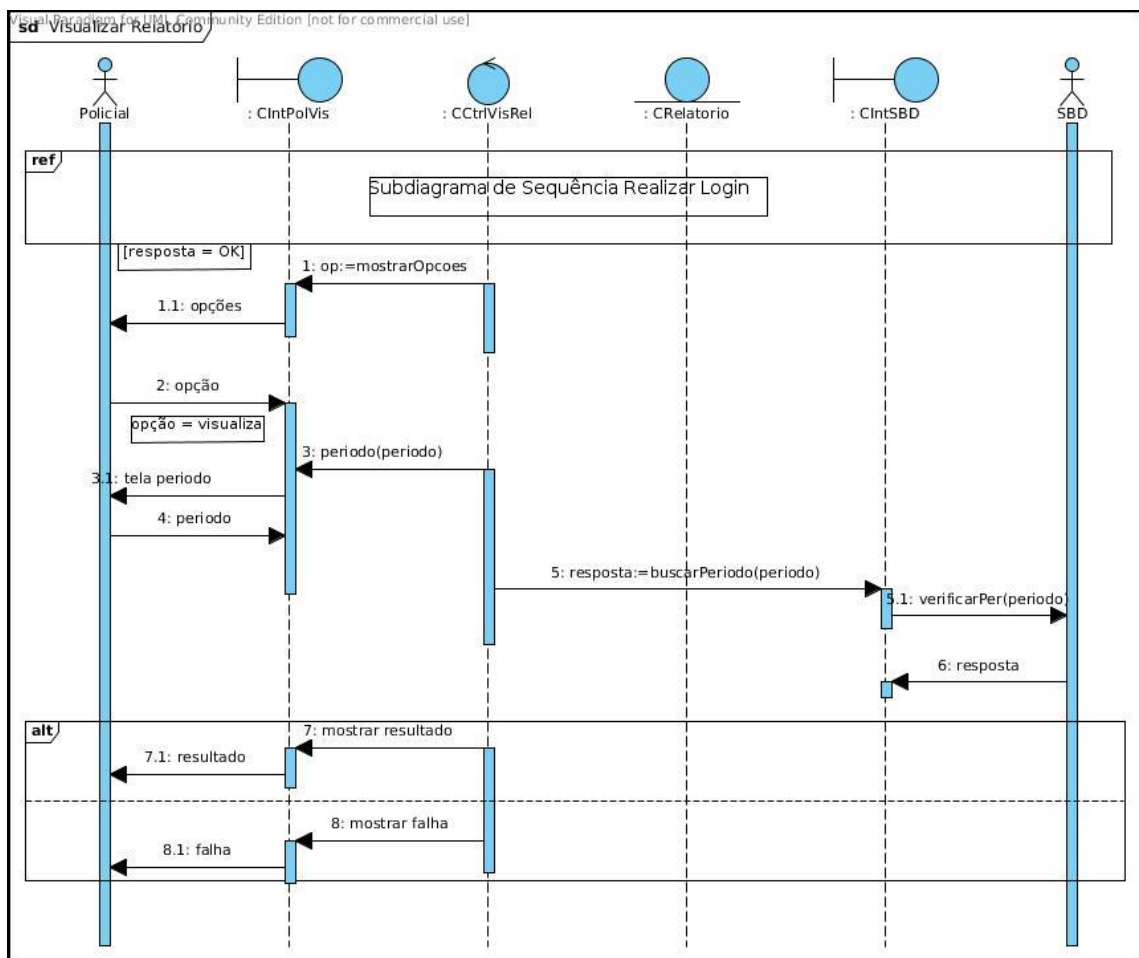 Visual Paradigm for UML Community Edition [not for commercial use]
sd Visualizar Relatório
Policial
: CIntPolVis
: CCtrlVisRel
: CRelatorio
: CIntSBD
SBD
ref
Subdiagrama de Sequência Realizar Login
[resposta = OK]
1: op:=mostrarOpcoes
1.1: opções
2: opção
opção = visualiza
3: periodo(periodo)
3.1: tela periodo
4: periodo
5: resposta:=buscarPeriodo(periodo)
5.1: verificarPer(periodo)
6: resposta
alt
7: mostrar resultado
7.1: resultado
8: mostrar falha
8.1: falha